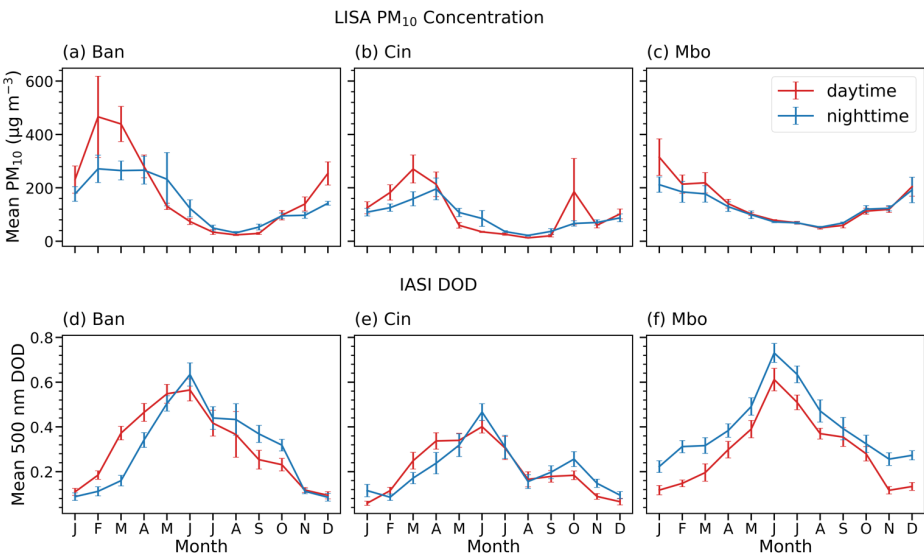 LISA PM₁₀ Concentration
(a) Ban
(b) Cin
(c) Mbo
Mean PM₁₀ (µg m⁻³)
600
400
200
0
daytime
nighttime
J F M A M J J A S O N D
J F M A M J J A S O N D
J F M A M J J A S O N D
IASI DOD
(d) Ban
(e) Cin
(f) Mbo
Mean 500 nm DOD
0.8
0.6
0.4
0.2
J F M A M J J A S O N D
J F M A M J J A S O N D
J F M A M J J A S O N D
Month
Month
Month